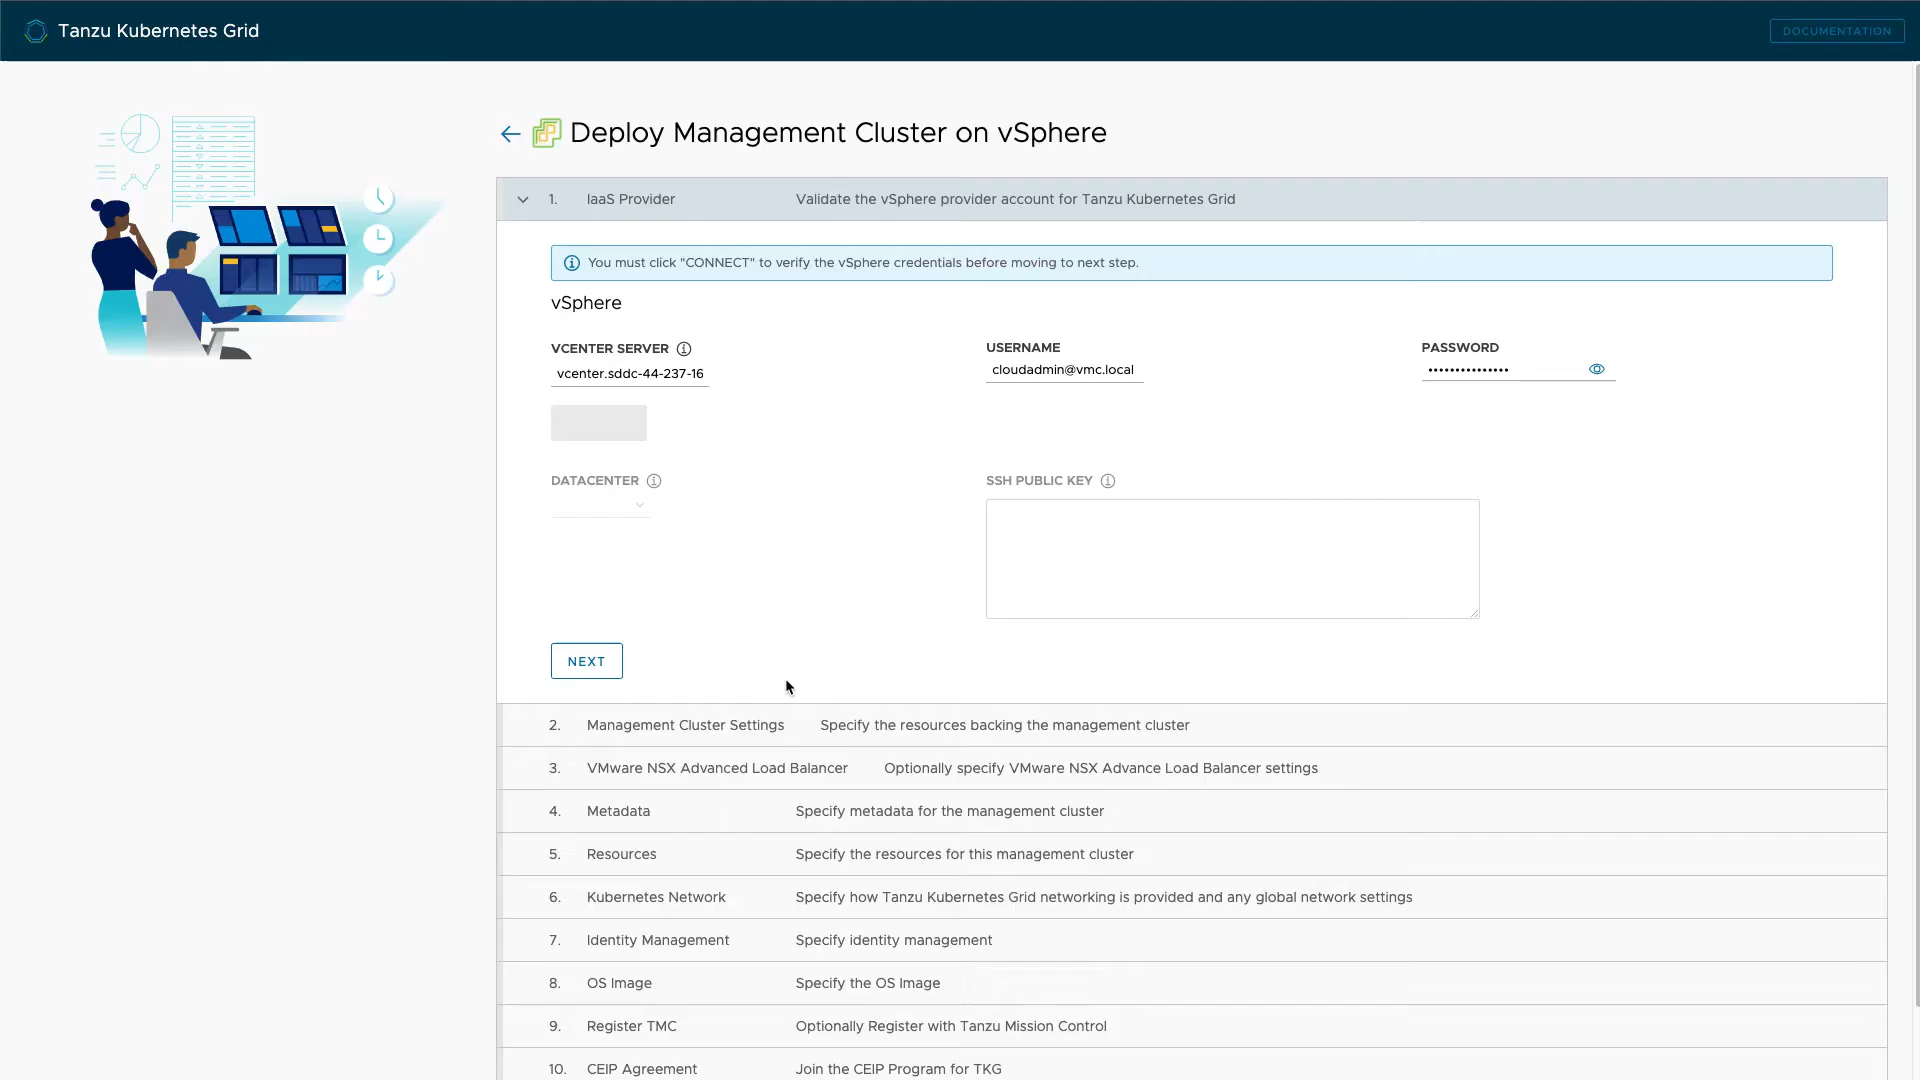 Tanzu Kubernetes Grid
DOCUMENTATION
Deploy Management Cluster on vSphere
1. IaaS Provider Validate the vSphere provider account for Tanzu Kubernetes Grid
You must click "CONNECT" to verify the vSphere credentials before moving to next step.
vSphere
VCENTER SERVER USERNAME PASSWORD
vcenter.sddc-44-237-16 cloudadmin@vmc.local •••••••••••••••
DATACENTER SSH PUBLIC KEY
NEXT
2. Management Cluster Settings Specify the resources backing the management cluster
3. VMware NSX Advanced Load Balancer Optionally specify VMware NSX Advance Load Balancer settings
4. Metadata Specify metadata for the management cluster
5. Resources Specify the resources for this management cluster
6. Kubernetes Network Specify how Tanzu Kubernetes Grid networking is provided and any global network settings
7. Identity Management Specify identity management
8. OS Image Specify the OS Image
9. Register TMC Optionally Register with Tanzu Mission Control
10. CEIP Agreement Join the CEIP Program for TKG